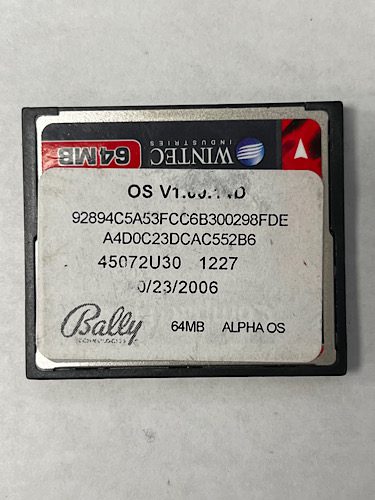 64MB
WINTEC
INDUSTRIES
92894C5A53FCC6B300298FDE
A4D0C23DCAC552B6
45072U30 1227
0/23/2006
Bally
64MB ALPHA OS
OS